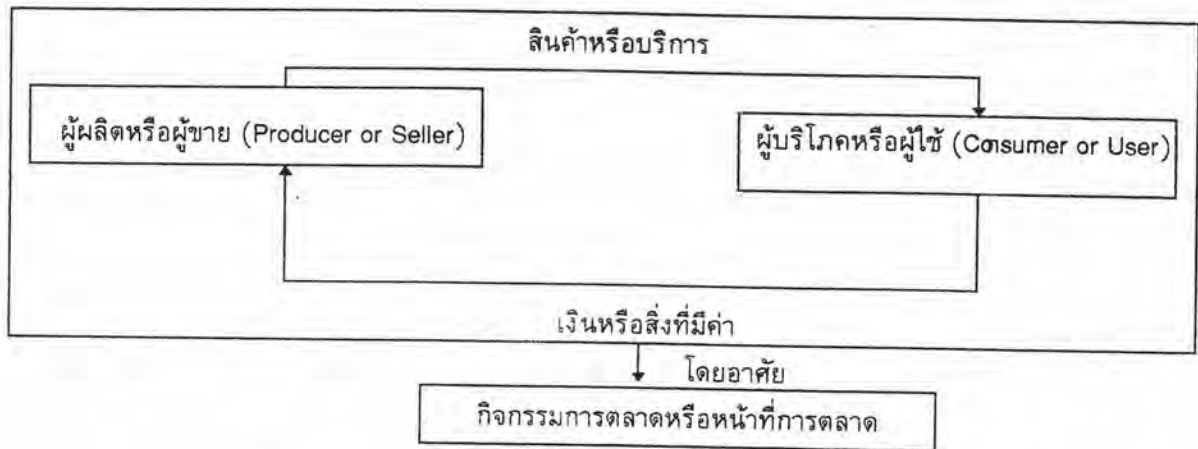 สินค้าหรือบริการ
ผู้ผลิตหรือผู้ขาย (Producer or Seller)
ผู้บริโภคหรือผู้ใช้ (Consumer or User)
เงินหรือสิ่งที่มีค่า
โดยอาศัย
กิจกรรมการตลาดหรือหน้าที่การตลาด